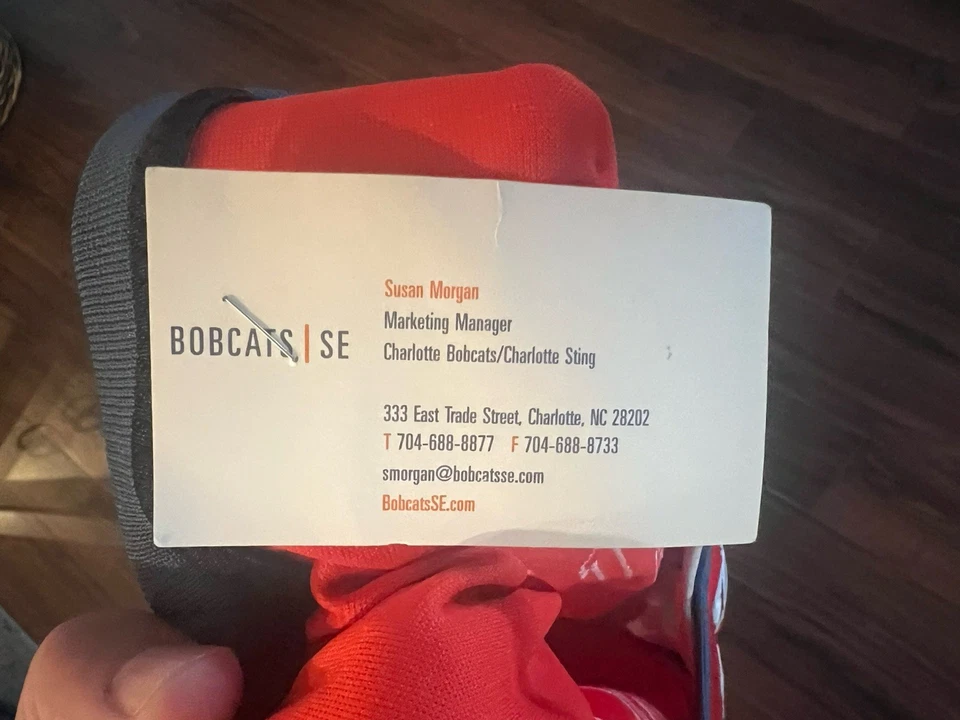 BOBCATS | SE
Susan Morgan
Marketing Manager
Charlotte Bobcats/Charlotte Sting
333 East Trade Street, Charlotte, NC 28202
T 704-688-8877 F 704-688-8733
smorgan@bobcatsse.com
BobcatsSE.com